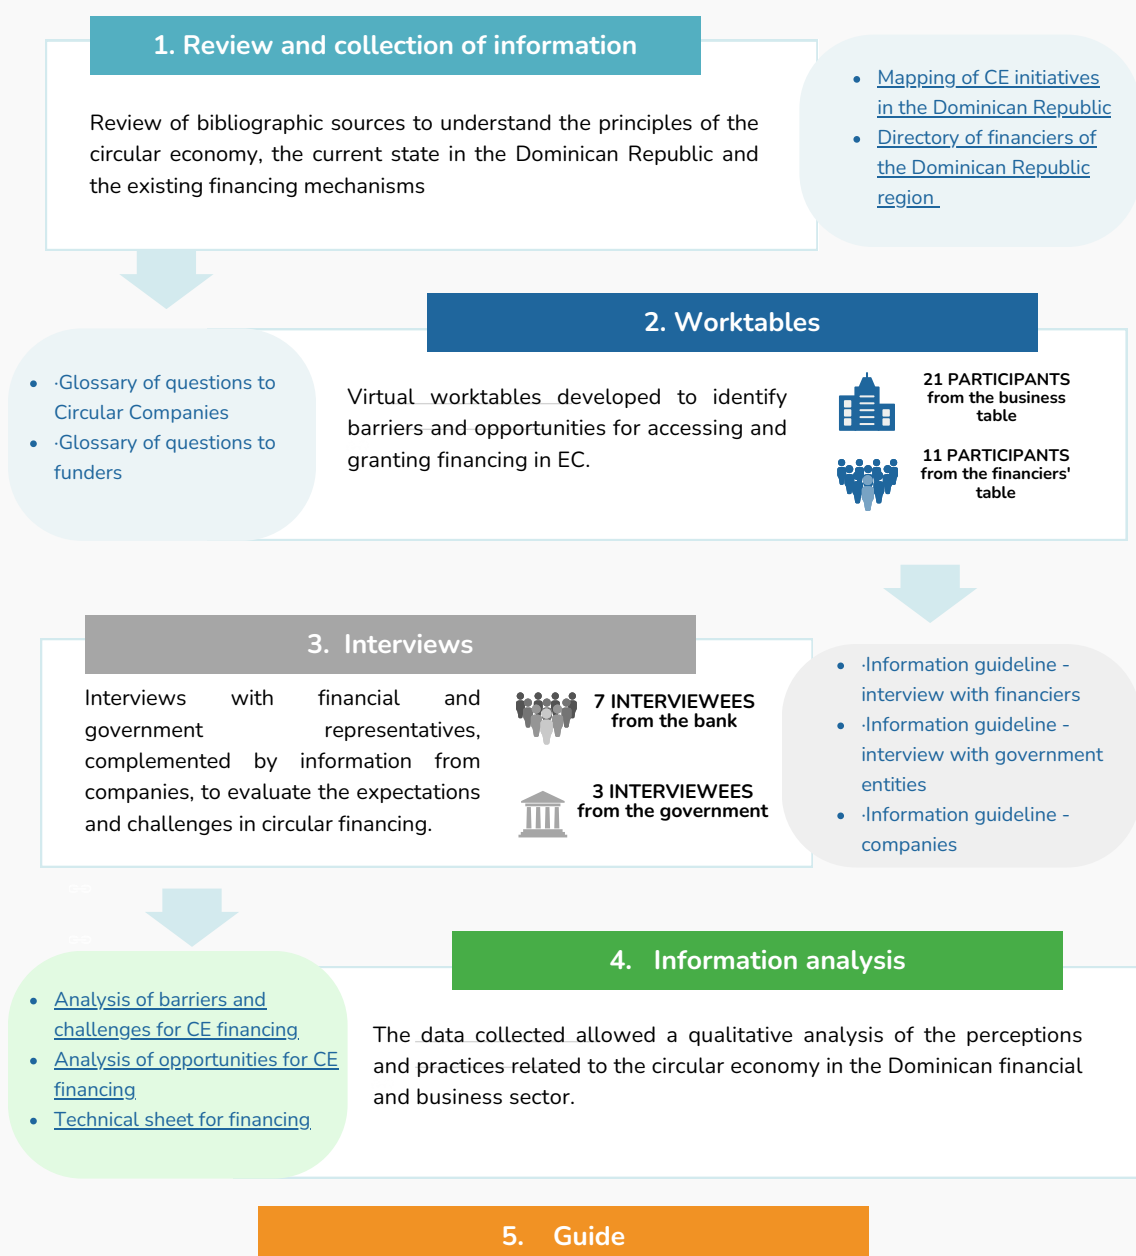 1. Review and collection of information
Review of bibliographic sources to understand the principles of the
circular economy, the current state in the Dominican Republic and
the existing financing mechanisms
• Mapping of CE initiatives
in the Dominican Republic
• Directory of financiers of
the Dominican Republic
region
2. Worktables
• ·Glossary of questions to
Circular Companies
• ·Glossary of questions to
funders
Virtual worktables developed to identify
barriers and opportunities for accessing and
granting financing in EC.
21 PARTICIPANTS
from the business
table
11 PARTICIPANTS
from the financiers'
table
3. Interviews
Interviews with financial and
government representatives,
complemented by information from
companies, to evaluate the expectations
and challenges in circular financing.
7 INTERVIEWEES
from the bank
3 INTERVIEWEES
from the government
• ·Information guideline -
interview with financiers
• ·Information guideline -
interview with government
entities
• ·Information guideline -
companies
4. Information analysis
• Analysis of barriers and
challenges for CE financing
• Analysis of opportunities for CE
financing
• Technical sheet for financing
The data collected allowed a qualitative analysis of the perceptions
and practices related to the circular economy in the Dominican financial
and business sector.
5. Guide